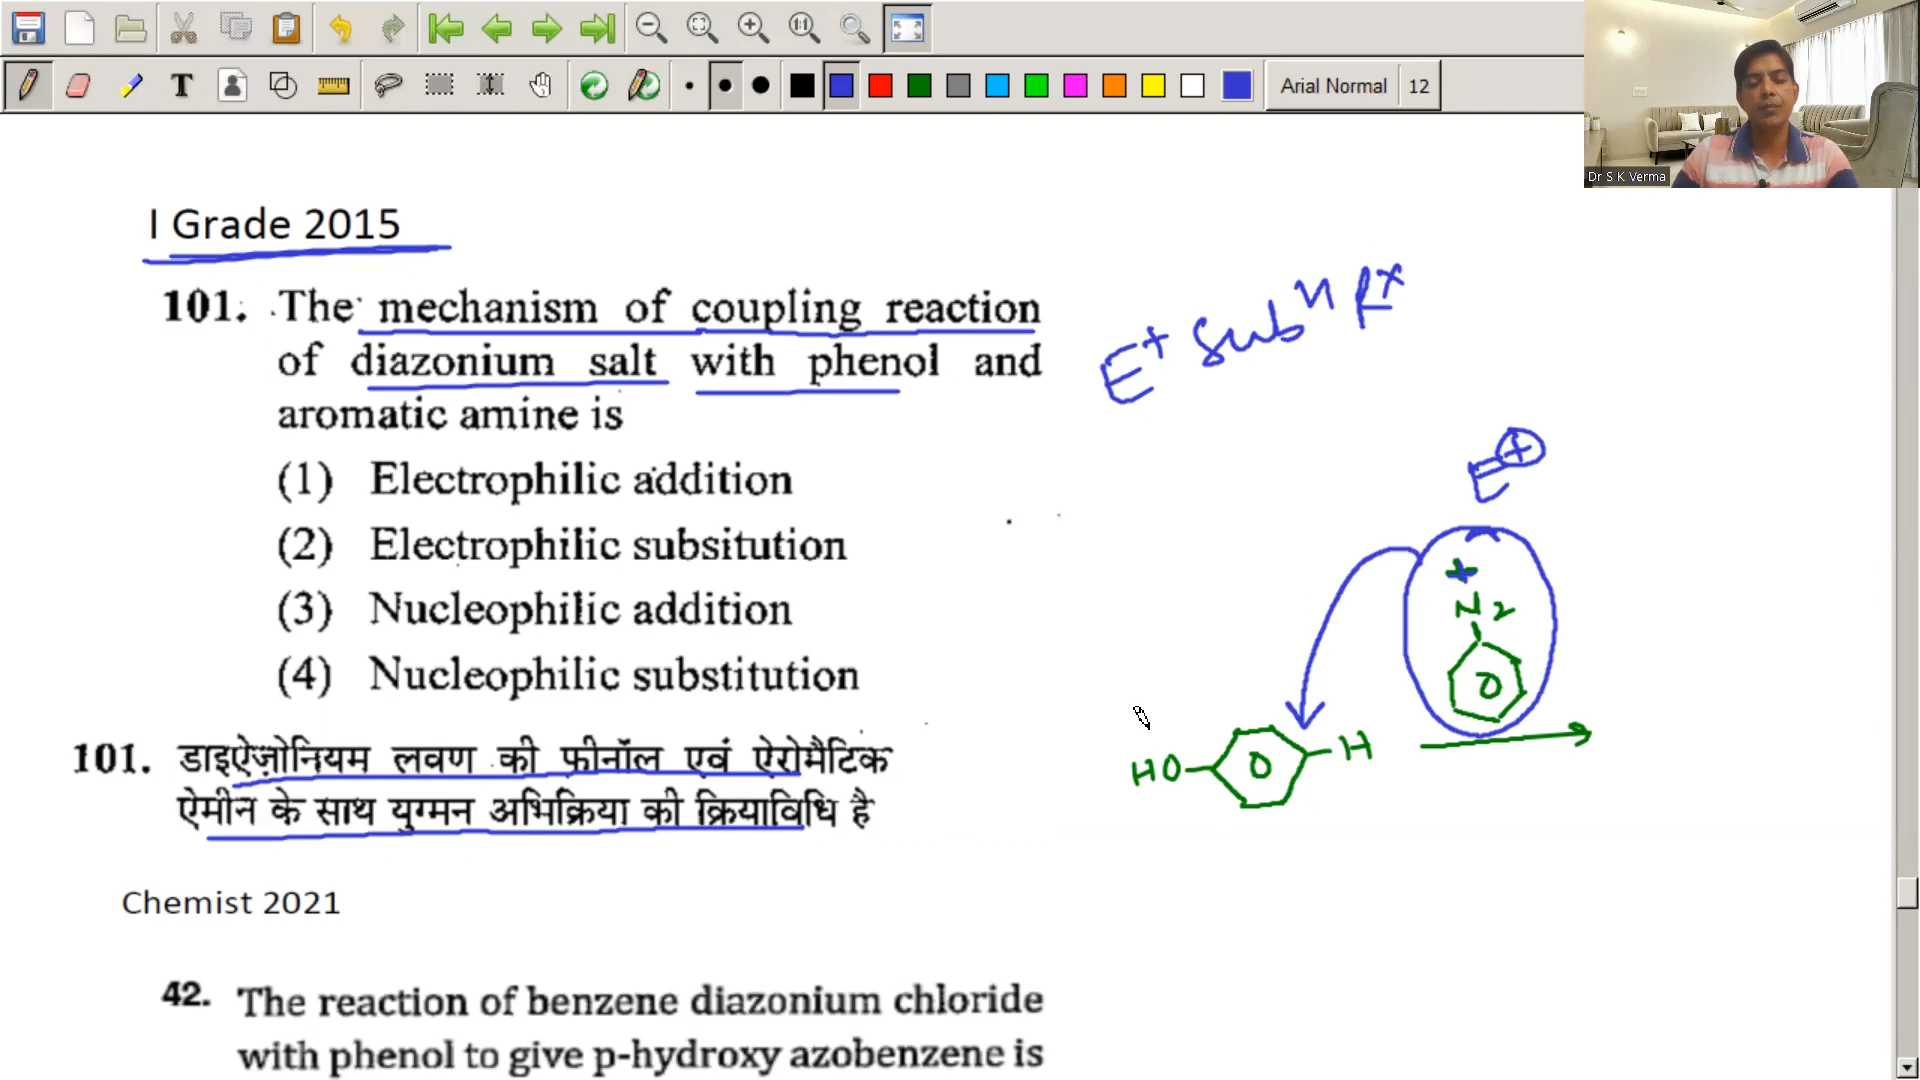 Arial Normal 12
Dr S K Verma
I Grade 2015
101. The mechanism of coupling reaction
of diazonium salt with phenol and
aromatic amine is
(1) Electrophilic addition
(2) Electrophilic subsitution
(3) Nucleophilic addition
(4) Nucleophilic substitution
E⁺ Subⁿ Rˣ
E⊕
+
N2
HO
H
101. डाइऐज़ोनियम लवण की फीनॉल एवं ऐरोमैटिक
ऐमीन के साथ युग्मन अभिक्रिया की क्रियाविधि है
Chemist 2021
42. The reaction of benzene diazonium chloride
with phenol to give p-hydroxy azobenzene is